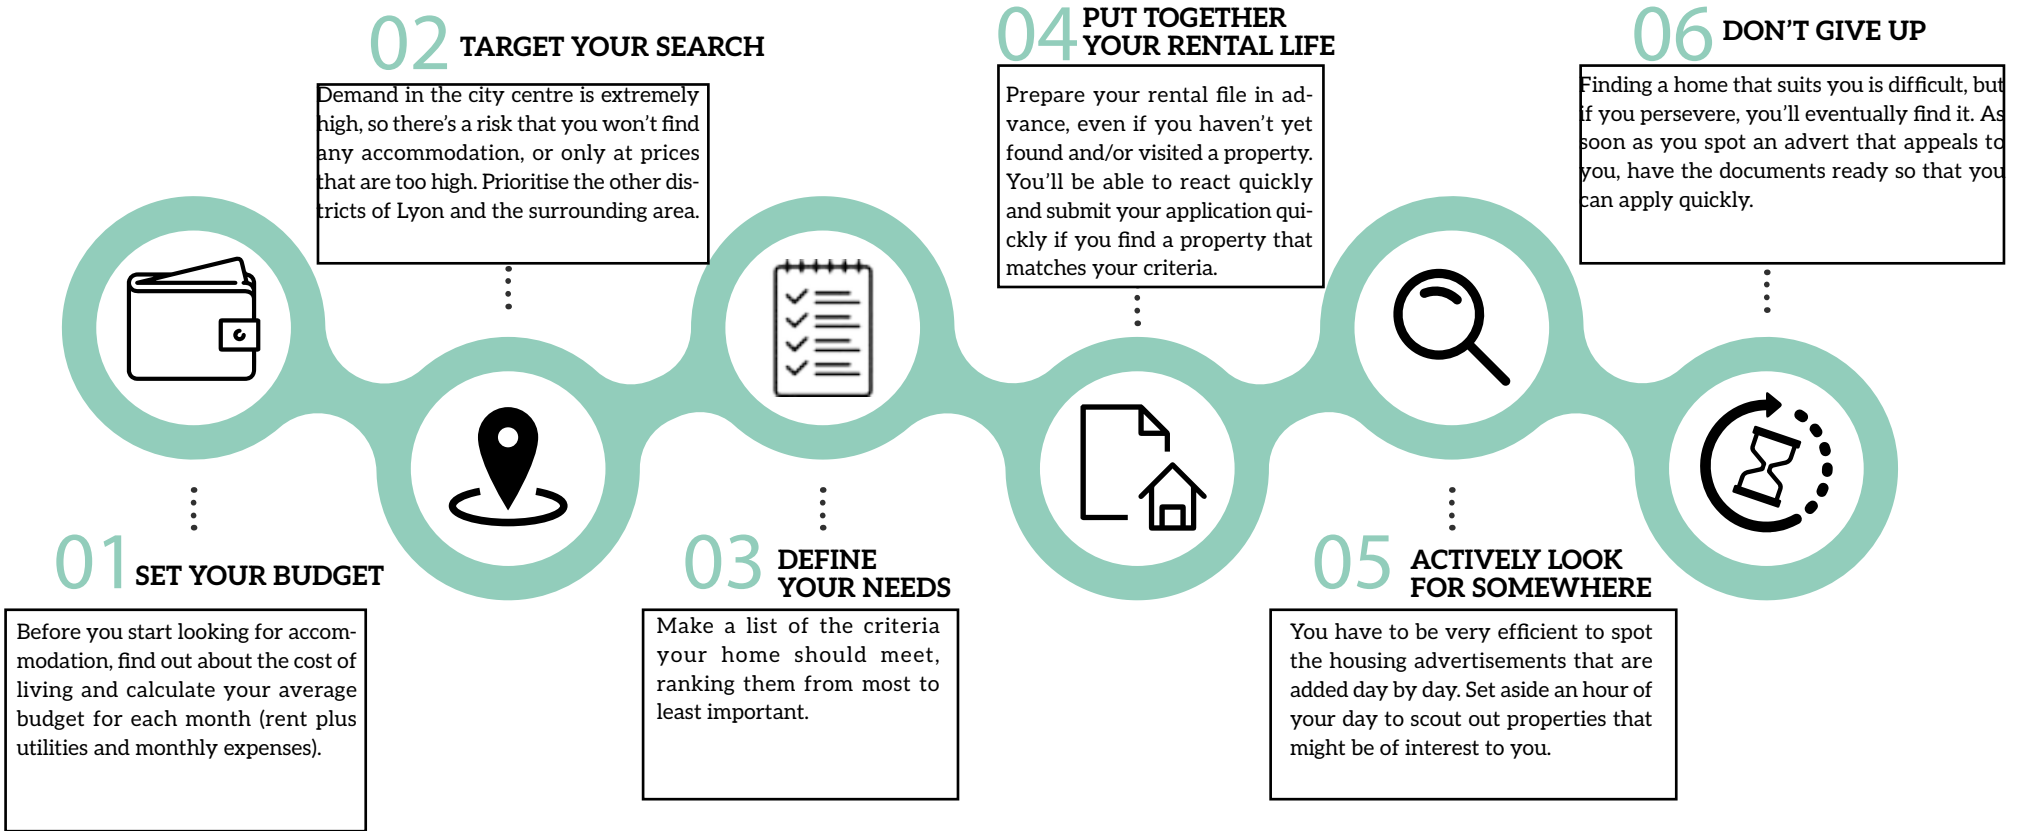 01
SET YOUR BUDGET
Before you start looking for accom-
modation, find out about the cost of
living and calculate your average
budget for each month (rent plus
utilities and monthly expenses).
02
TARGET YOUR SEARCH
Demand in the city centre is extremely
high, so there's a risk that you won't find
any accommodation, or only at prices
that are too high. Prioritise the other dis-
tricts of Lyon and the surrounding area.
03
DEFINE
YOUR NEEDS
Make a list of the criteria
your home should meet,
ranking them from most to
least important.
04
PUT TOGETHER
YOUR RENTAL LIFE
Prepare your rental file in ad-
vance, even if you haven't yet
found and/or visited a property.
You'll be able to react quickly
and submit your application qui-
ckly if you find a property that
matches your criteria.
05
ACTIVELY LOOK
FOR SOMEWHERE
You have to be very efficient to spot
the housing advertisements that are
added day by day. Set aside an hour of
your day to scout out properties that
might be of interest to you.
06
DON'T GIVE UP
Finding a home that suits you is difficult, but
if you persevere, you'll eventually find it. As
soon as you spot an advert that appeals to
you, have the documents ready so that you
can apply quickly.